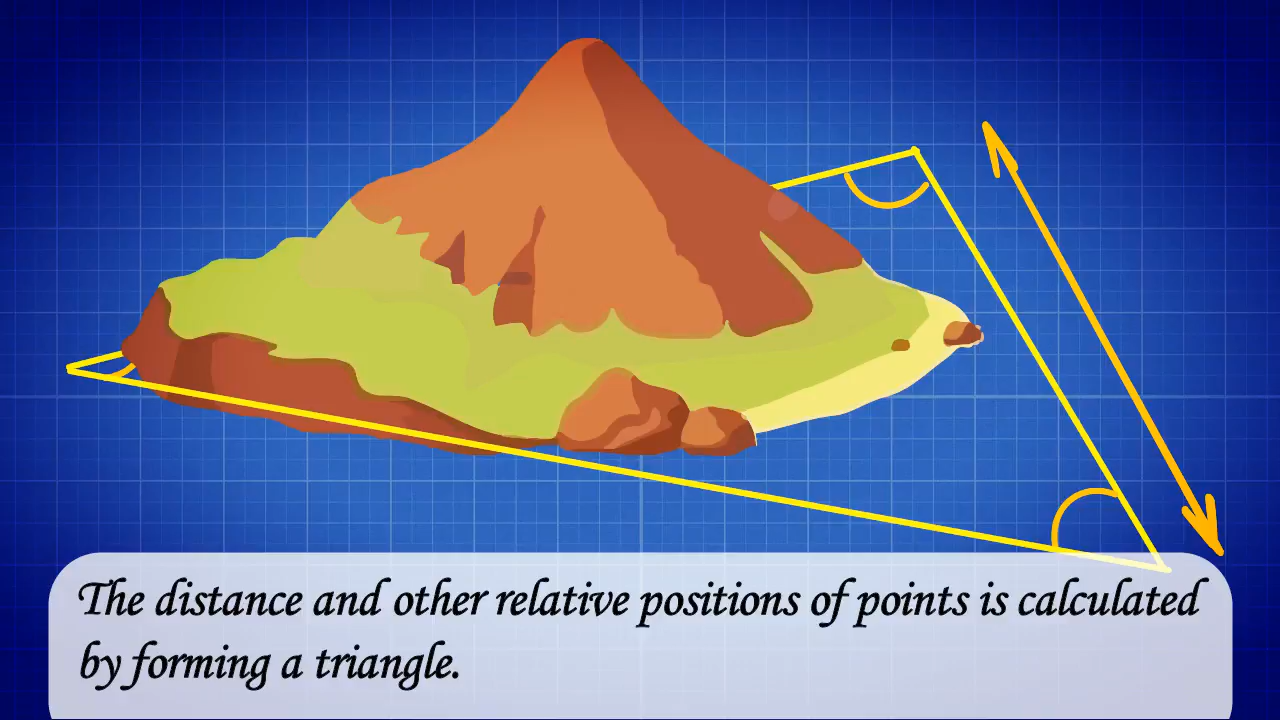 The distance and other relative positions of points is calculated
by forming a triangle.